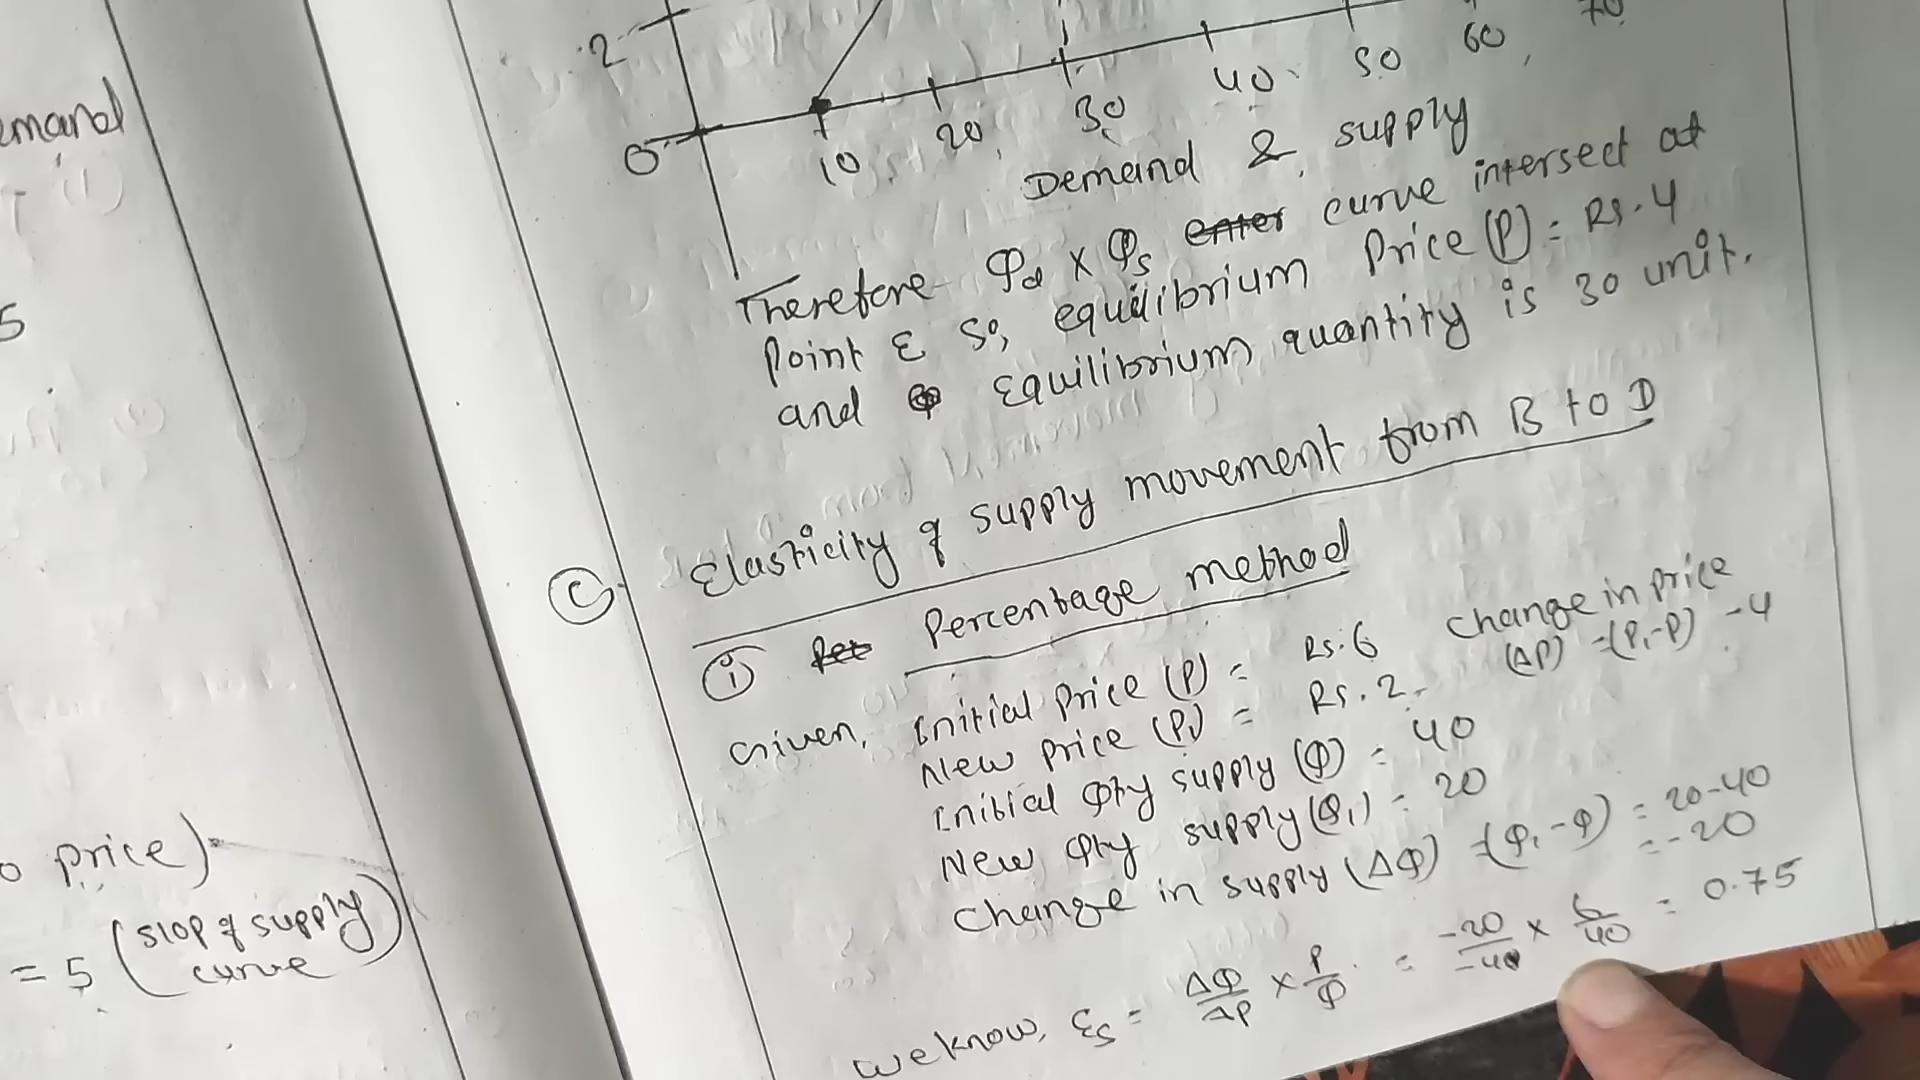 emand
5
o price)
= 5 (slop of supply curve)
2
0 10 20 30 40 50 60 70
Demand & supply
Therefore Qd x Qs enter curve intersect at
Point E So, equilibrium Price (P) = Rs. 4
and Equilibrium quantity is 30 unit.
C Elasticity of supply movement from B to D
i Per Percentage method
Given, Initial Price (P) = Rs. 6 Change in price
New price (P1) = Rs. 2 (ΔP) = (P1-P) -4
Initial Qty supply (Q) = 40
New Qty supply (Q1) = 20
Change in supply (ΔQ) = (Q1-Q) = 20-40
= -20
We know, Es = ΔQ/ΔP x P/Q = -20/-4 x 6/40 = 0.75